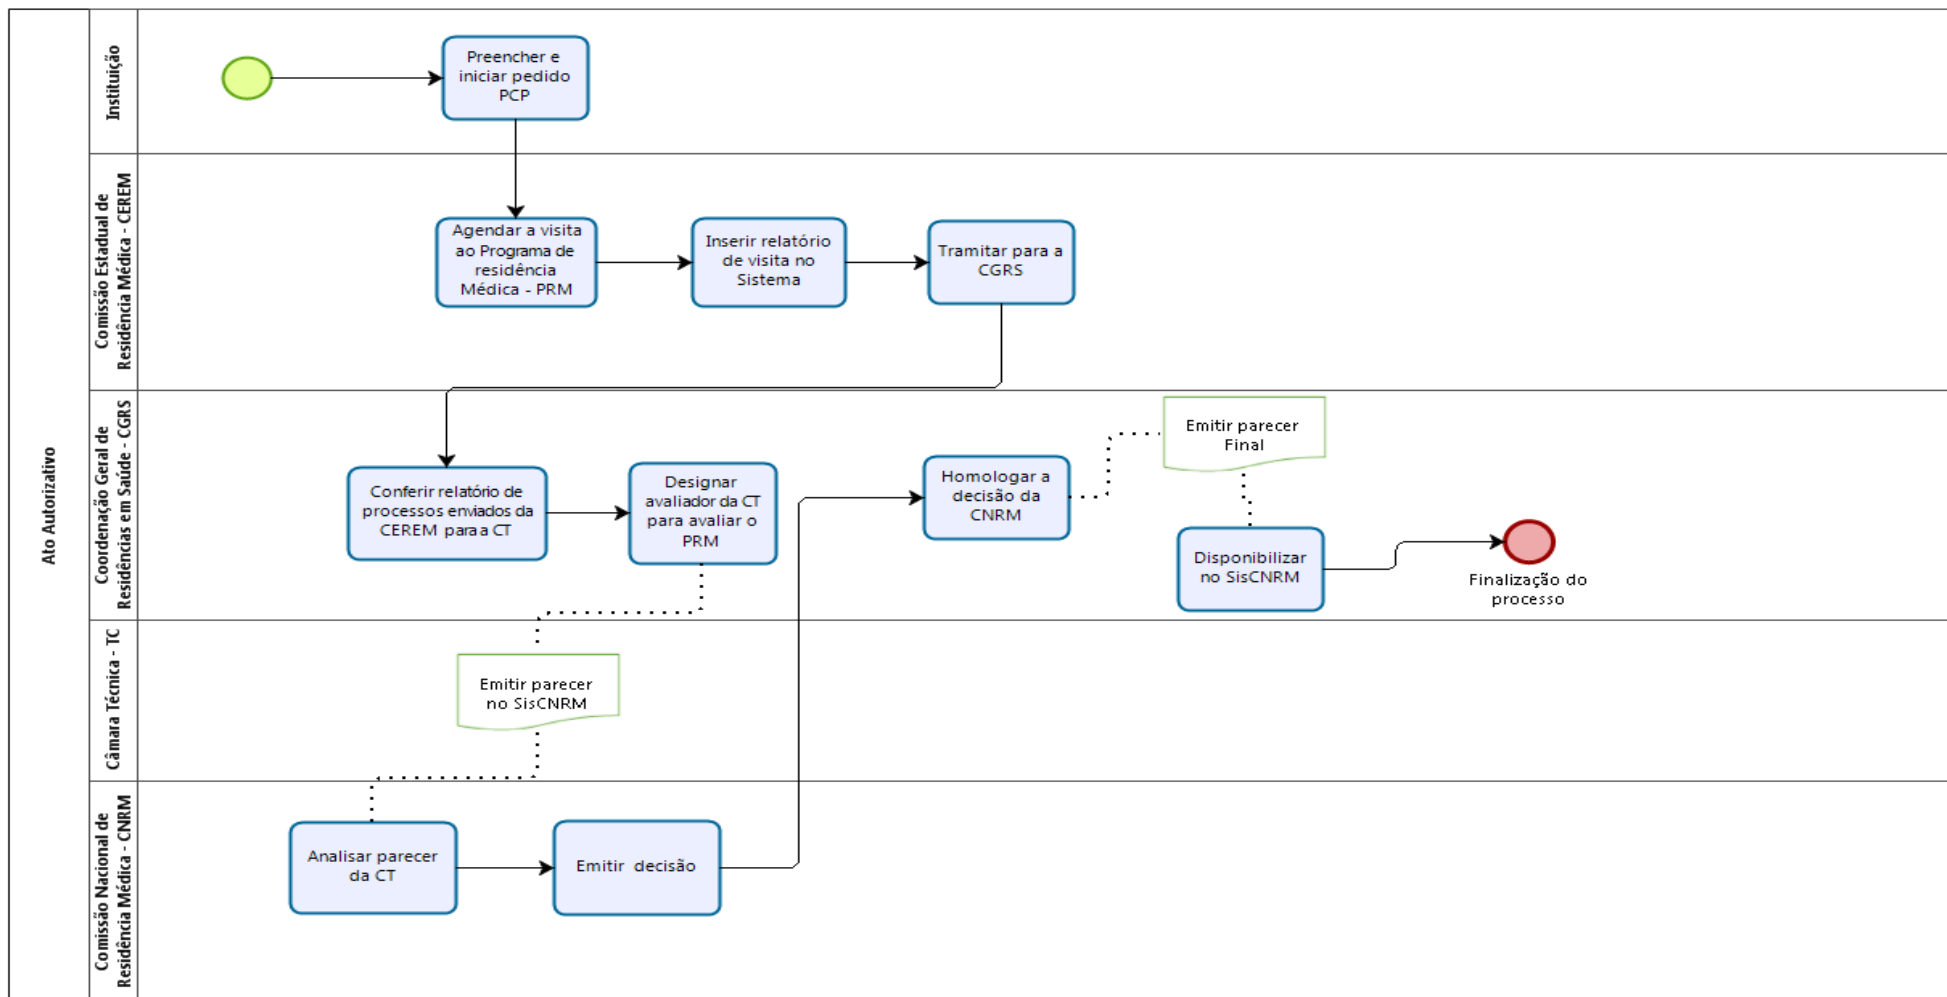 Ato Autorizativo
Instituição
Preencher e
iniciar pedido
PCP
Comissão Estadual de
Residência Médica - CEREM
Agendar a visita
ao Programa de
residência
Médica - PRM
Inserir relatório
de visita no
Sistema
Tramitar para a
CGRS
Coordenação Geral de
Residências em Saúde - CGRS
Conferir relatório de
processos enviados da
CEREM para a CT
Designar
avaliador da CT
para avaliar o
PRM
Homologar a
decisão da
CNRM
Emitir parecer
Final
Disponibilizar
no SisCNRM
Finalização do
processo
Câmara Técnica - TC
Emitir parecer
no SisCNRM
Comissão Nacional de
Residência Médica - CNRM
Analisar parecer
da CT
Emitir decisão